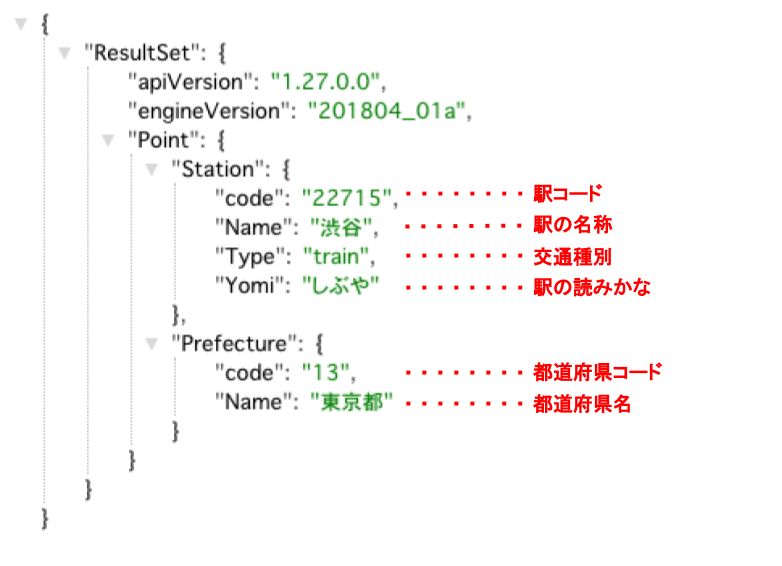 {
"ResultSet": {
"apiVersion": "1.27.0.0",
"engineVersion": "201804_01a",
"Point": {
"Station": {
"code": "22715", ・・・・・・・・ 駅コード
"Name": "渋谷", ・・・・・・・・ 駅の名称
"Type": "train", ・・・・・・・・ 交通種別
"Yomi": "しぶや" ・・・・・・・・ 駅の読みかな
},
"Prefecture": {
"code": "13", ・・・・・・・・ 都道府県コード
"Name": "東京都" ・・・・・・・・ 都道府県名
}
}
}
}